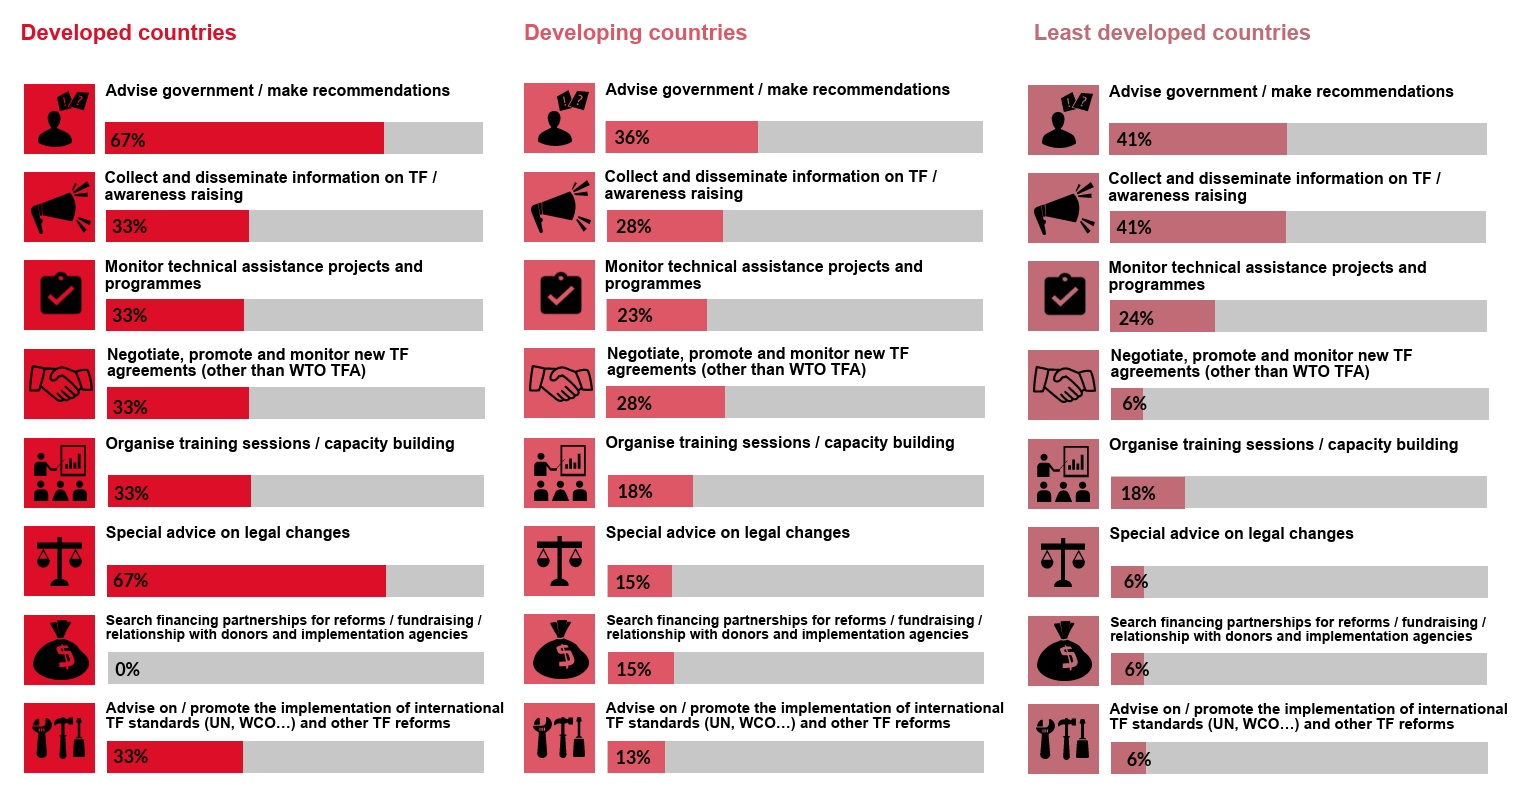 Developed countries
Advise government / make recommendations
67%
Collect and disseminate information on TF /
awareness raising
33%
Monitor technical assistance projects and
programmes
33%
Negotiate, promote and monitor new TF
agreements (other than WTO TFA)
33%
Organise training sessions / capacity building
33%
Special advice on legal changes
67%
Search financing partnerships for reforms / fundraising /
relationship with donors and implementation agencies
0%
Advise on / promote the implementation of international
TF standards (UN, WCO…) and other TF reforms
33%
Developing countries
Advise government / make recommendations
36%
Collect and disseminate information on TF /
awareness raising
28%
Monitor technical assistance projects and
programmes
23%
Negotiate, promote and monitor new TF
agreements (other than WTO TFA)
28%
Organise training sessions / capacity building
18%
Special advice on legal changes
15%
Search financing partnerships for reforms / fundraising /
relationship with donors and implementation agencies
15%
Advise on / promote the implementation of international
TF standards (UN, WCO…) and other TF reforms
13%
Least developed countries
Advise government / make recommendations
41%
Collect and disseminate information on TF /
awareness raising
41%
Monitor technical assistance projects and
programmes
24%
Negotiate, promote and monitor new TF
agreements (other than WTO TFA)
6%
Organise training sessions / capacity building
18%
Special advice on legal changes
6%
Search financing partnerships for reforms / fundraising /
relationship with donors and implementation agencies
6%
Advise on / promote the implementation of international
TF standards (UN, WCO…) and other TF reforms
6%